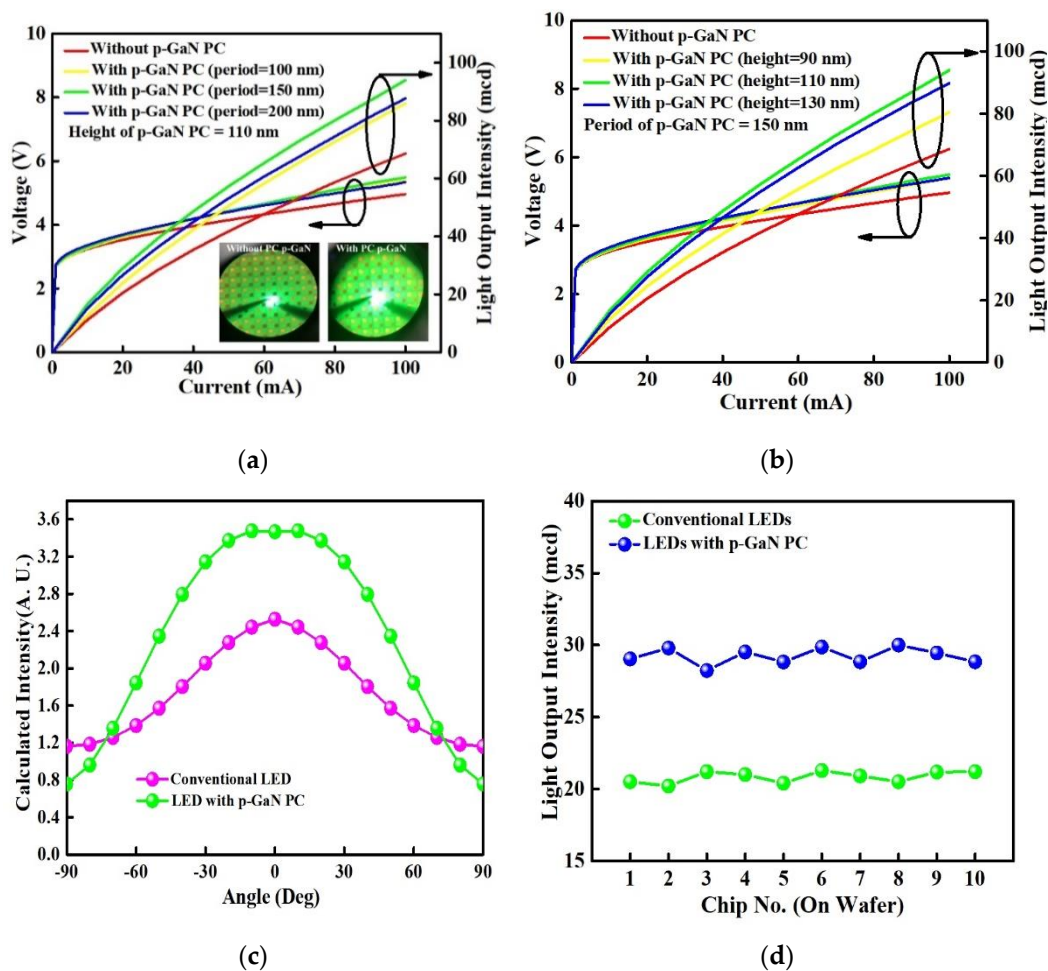 10
8
6
4
2
0
Voltage (V)
Without p-GaN PC
With p-GaN PC (period=100 nm)
With p-GaN PC (period=150 nm)
With p-GaN PC (period=200 nm)
Height of p-GaN PC = 110 nm
Without PC p-GaN
With PC p-GaN
100
80
60
40
20
0
Light Output Intensity (mcd)
0 20 40 60 80 100
Current (mA)
(a)
10
8
6
4
2
0
Voltage (V)
Without p-GaN PC
With p-GaN PC (height=90 nm)
With p-GaN PC (height=110 nm)
With p-GaN PC (height=130 nm)
Period of p-GaN PC = 150 nm
100
80
60
40
20
0
Light Output Intensity (mcd)
0 20 40 60 80 100
Current (mA)
(b)
3.6
3.2
2.8
2.4
2.0
1.6
1.2
0.8
0.4
0.0
Calculated Intensity(A. U.)
Conventional LED
LED with p-GaN PC
-90 -60 -30 0 30 60 90
Angle (Deg)
(c)
40
35
30
25
20
15
Light Output Intensity (mcd)
Conventional LEDs
LEDs with p-GaN PC
1 2 3 4 5 6 7 8 9 10
Chip No. (On Wafer)
(d)